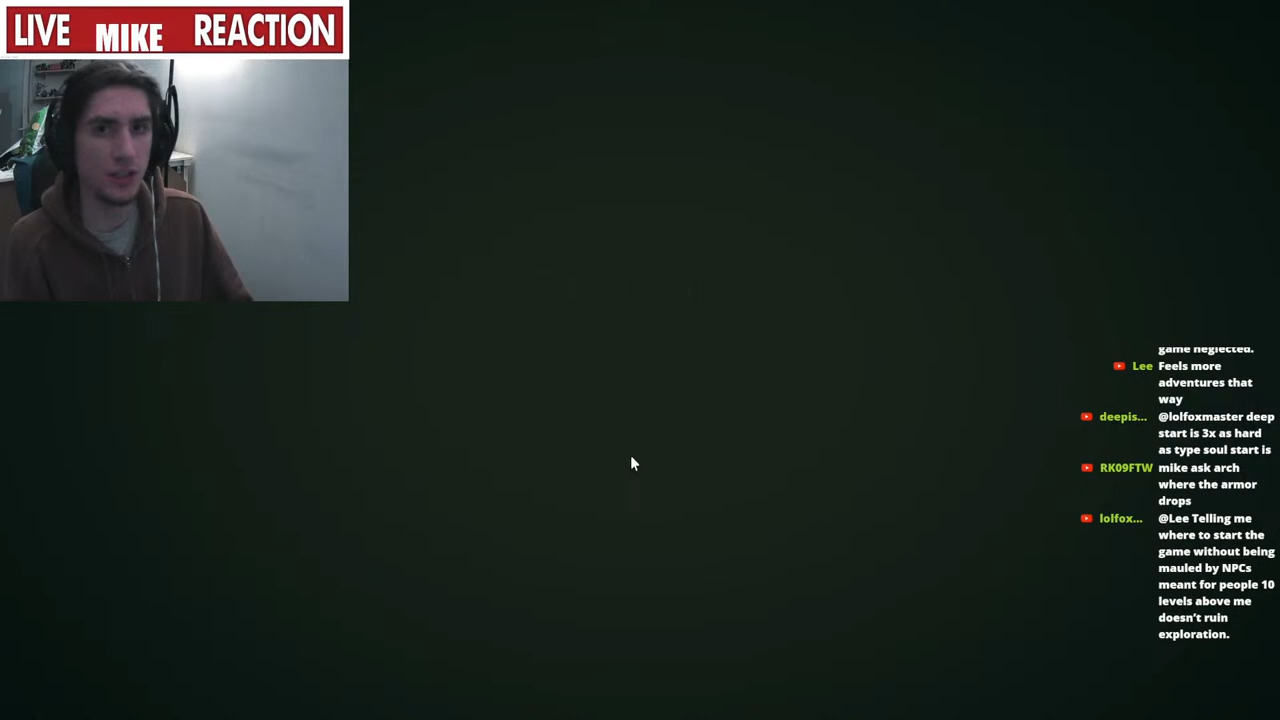 LIVE MIKE REACTION
game neglected.
Lee Feels more
adventures that
way
deepis... @lolfoxmaster deep
start is 3x as hard
as type soul start is
RK09FTW mike ask arch
where the armor
drops
lolfox... @Lee Telling me
where to start the
game without being
mauled by NPCs
meant for people 10
levels above me
doesn't ruin
exploration.